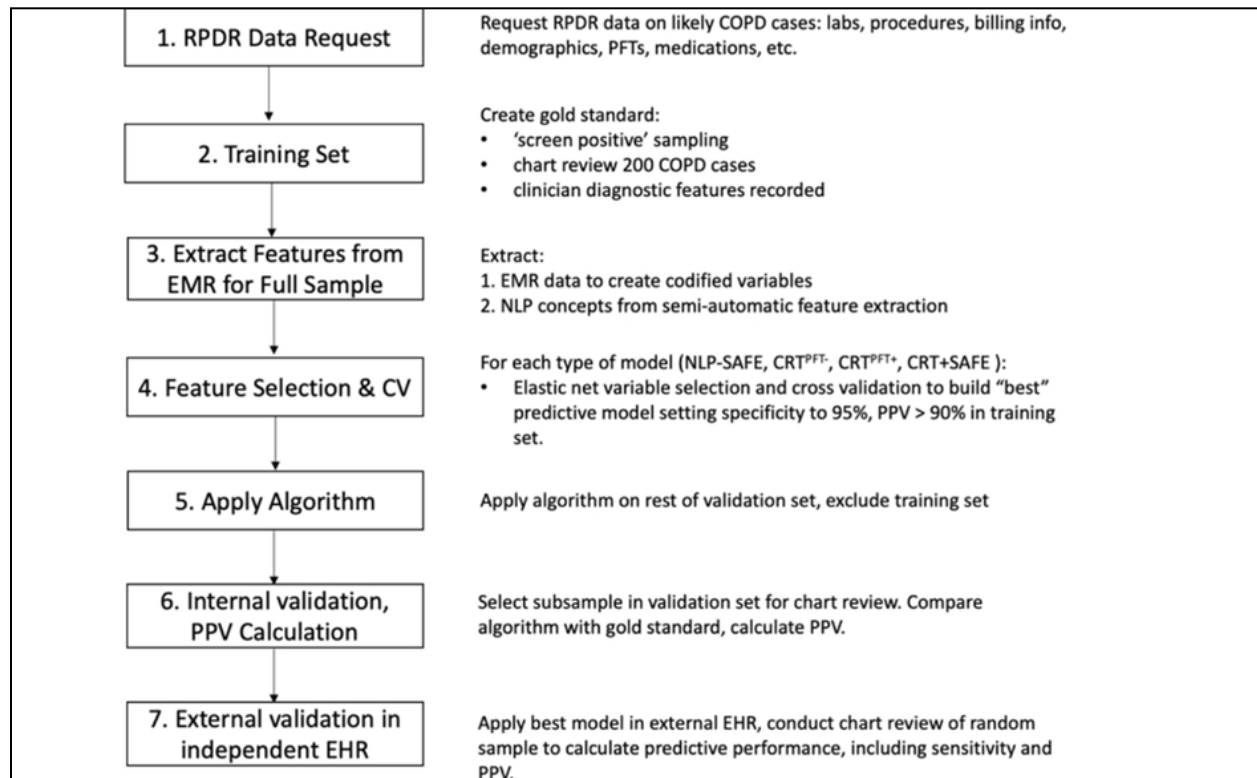 1. RPDR Data Request
Request RPDR data on likely COPD cases: labs, procedures, billing info,
demographics, PFTs, medications, etc.
2. Training Set
Create gold standard:
• ‘screen positive’ sampling
• chart review 200 COPD cases
• clinician diagnostic features recorded
3. Extract Features from
EMR for Full Sample
Extract:
1. EMR data to create codified variables
2. NLP concepts from semi-automatic feature extraction
4. Feature Selection & CV
For each type of model (NLP-SAFE, CRTPFT-, CRTPFT+, CRT+SAFE ):
• Elastic net variable selection and cross validation to build “best”
predictive model setting specificity to 95%, PPV > 90% in training
set.
5. Apply Algorithm
Apply algorithm on rest of validation set, exclude training set
6. Internal validation,
PPV Calculation
Select subsample in validation set for chart review. Compare
algorithm with gold standard, calculate PPV.
7. External validation in
independent EHR
Apply best model in external EHR, conduct chart review of random
sample to calculate predictive performance, including sensitivity and
PPV.